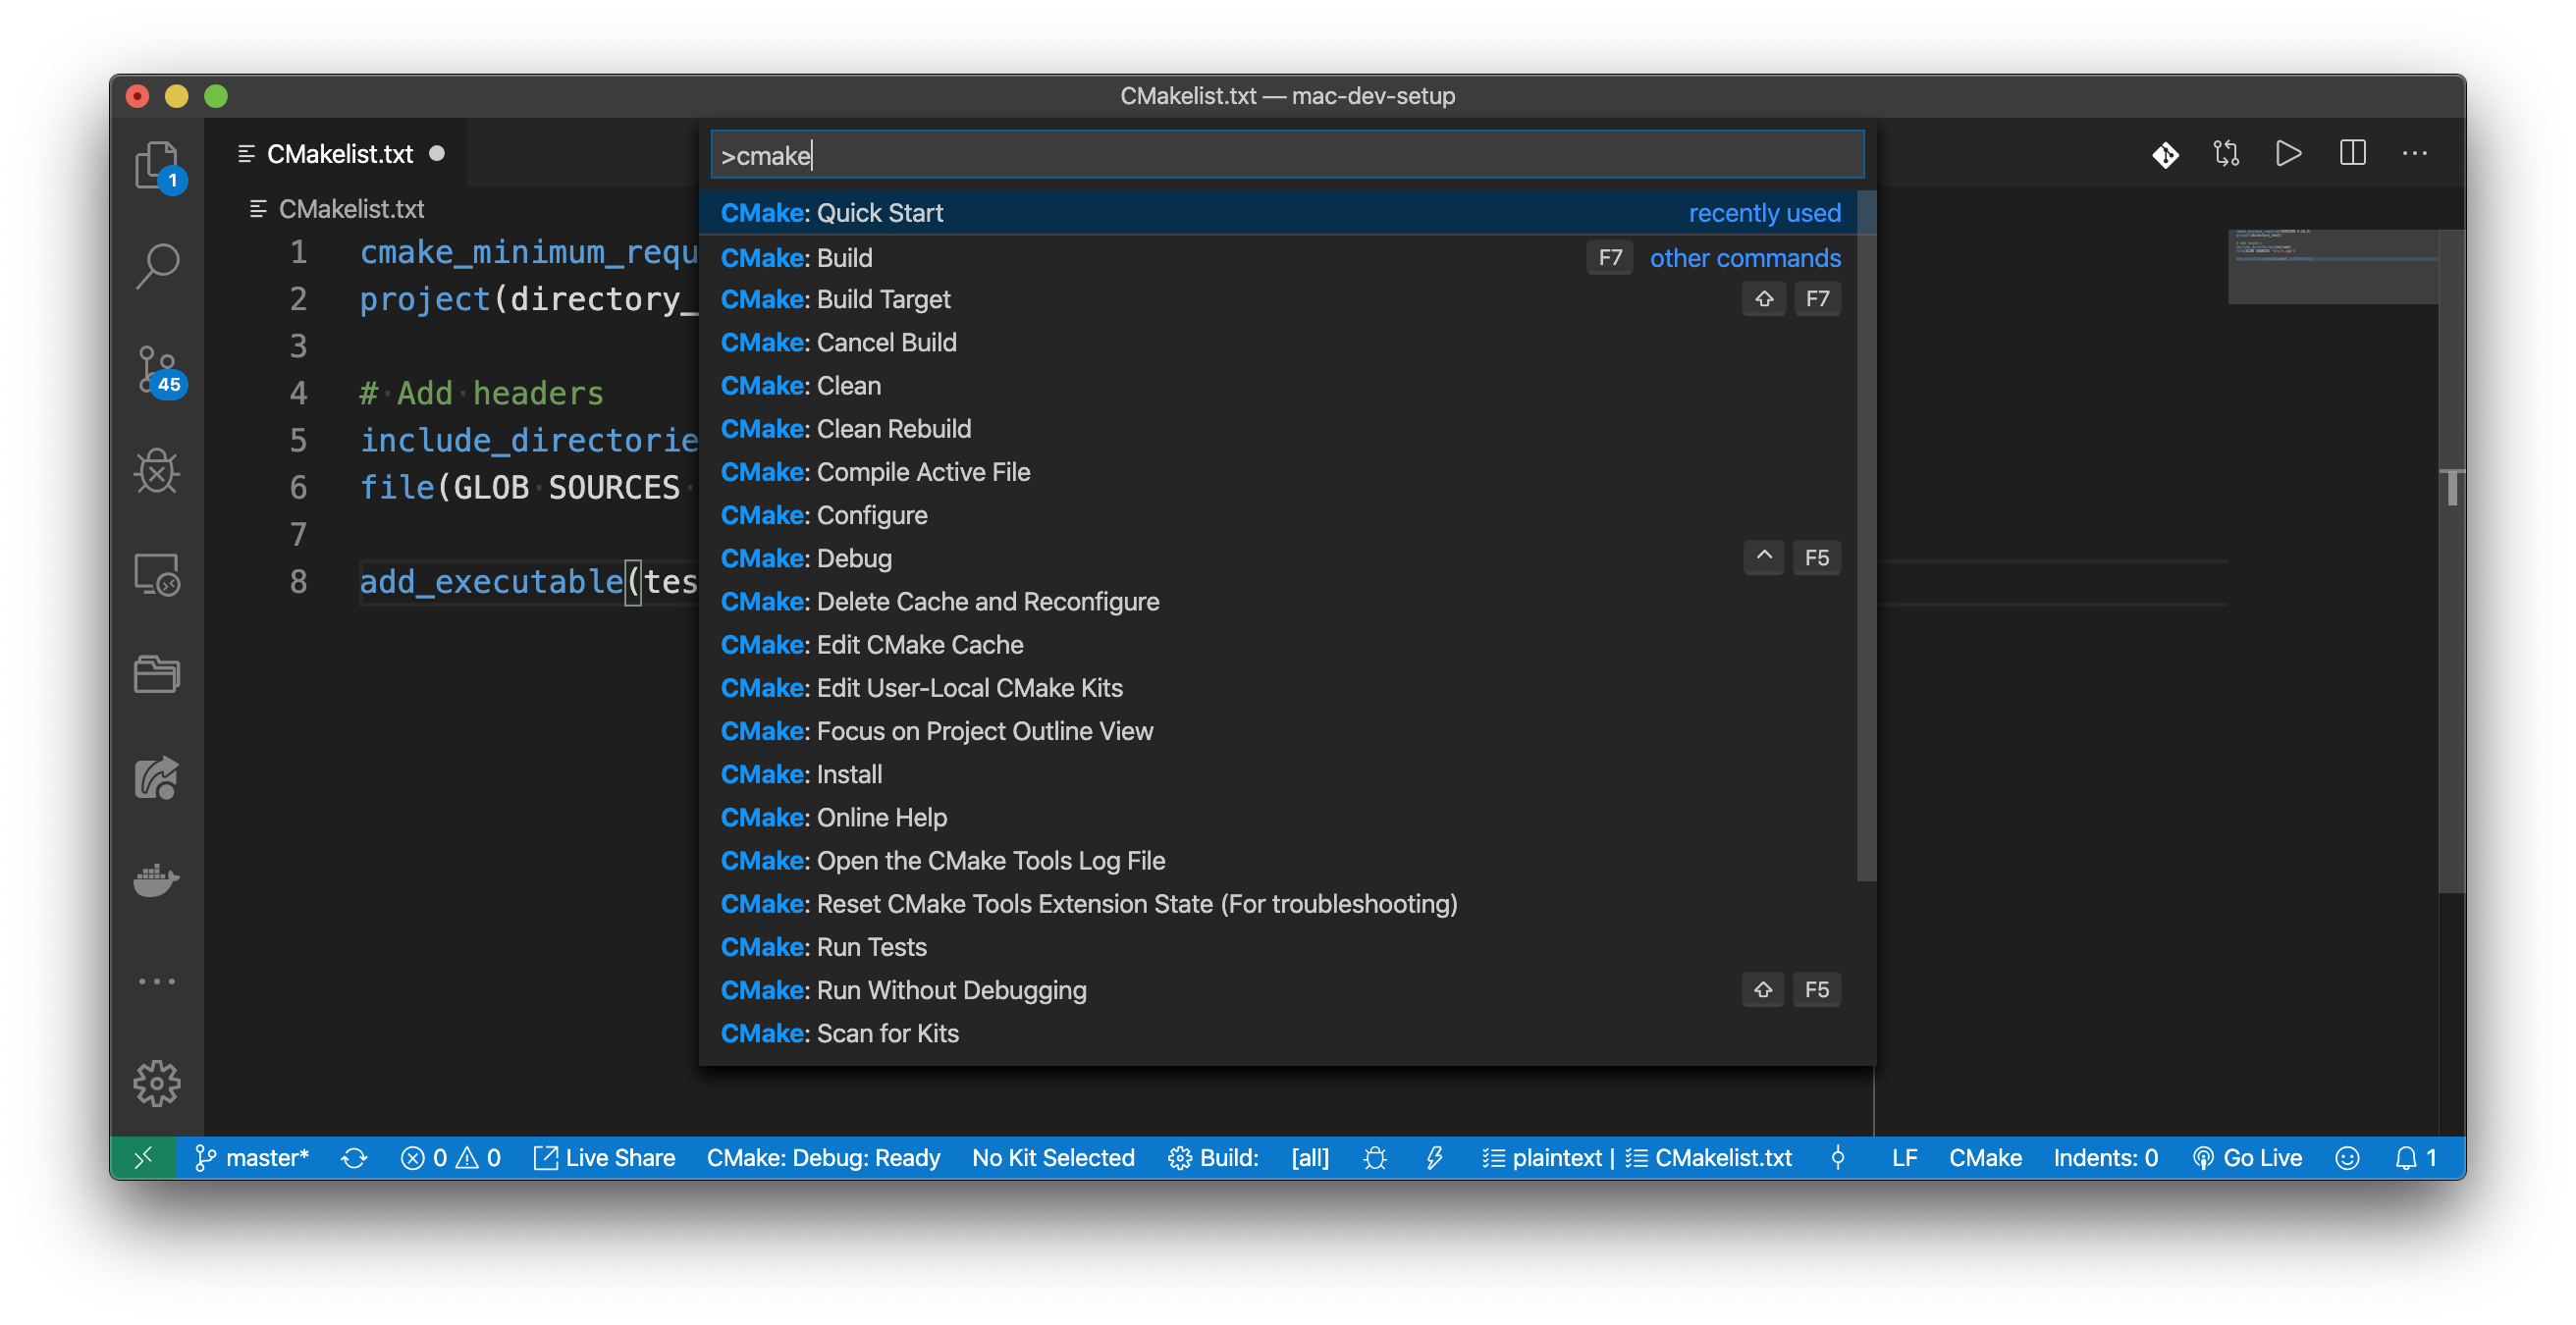 CMakelist.txt — mac-dev-setup
CMakelist.txt
>cmake
1
CMakelist.txt
45
1 cmake_minimum_requ
2 project(directory_
3
4 # Add headers
5 include_directorie
6 file(GLOB SOURCES
7
8 add_executable(tes
CMake: Quick Start recently used
CMake: Build F7 other commands
CMake: Build Target F7
CMake: Cancel Build
CMake: Clean
CMake: Clean Rebuild
CMake: Compile Active File
CMake: Configure
CMake: Debug ^ F5
CMake: Delete Cache and Reconfigure
CMake: Edit CMake Cache
CMake: Edit User-Local CMake Kits
CMake: Focus on Project Outline View
CMake: Install
CMake: Online Help
CMake: Open the CMake Tools Log File
CMake: Reset CMake Tools Extension State (For troubleshooting)
CMake: Run Tests
CMake: Run Without Debugging F5
CMake: Scan for Kits
master* 0 0 Live Share CMake: Debug: Ready No Kit Selected Build: [all] plaintext | CMakelist.txt LF CMake Indents: 0 Go Live 1